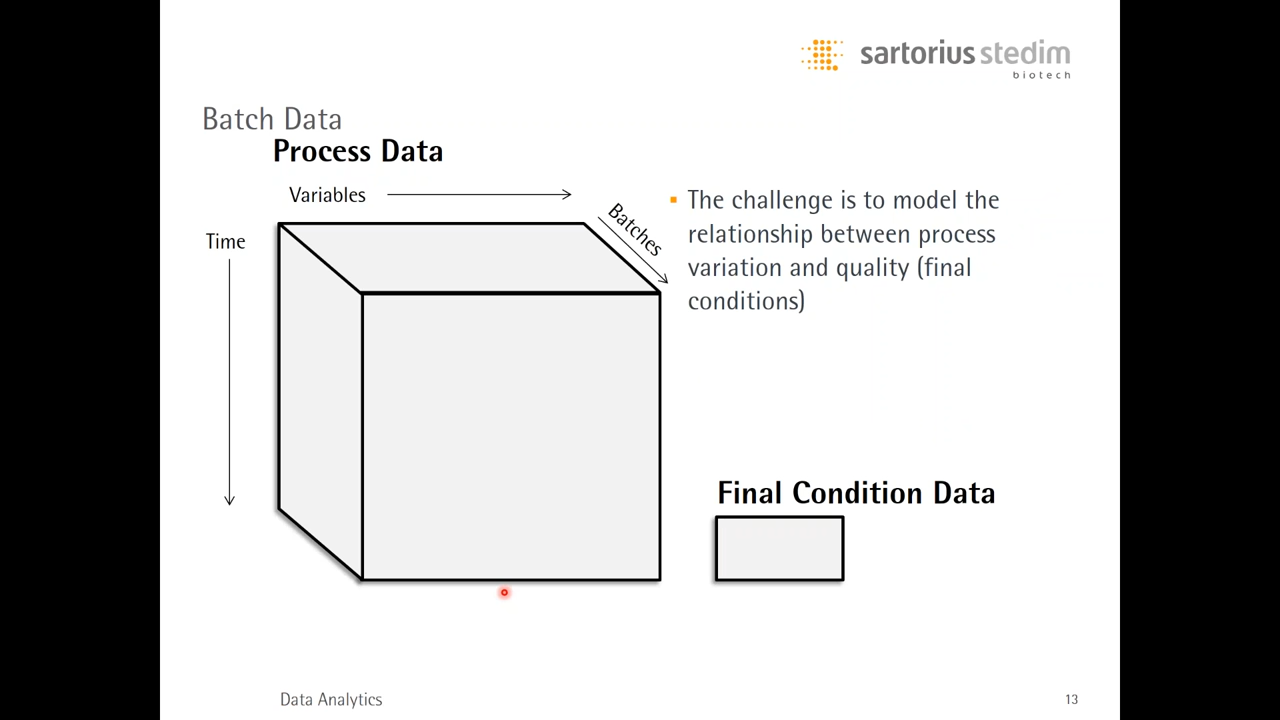 sartorius stedim
biotech
Batch Data
Process Data
Variables
Batches
Time
▪ The challenge is to model the
relationship between process
variation and quality (final
conditions)
Final Condition Data
Data Analytics
13